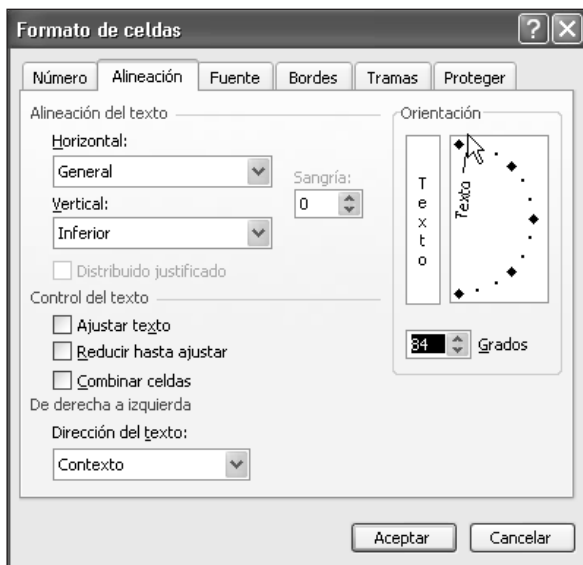 Formato de celdas
Número Alineación Fuente Bordes Tramas Proteger
Alineación del texto
Horizontal:
General
Sangría:
0
Vertical:
Inferior
Distribuido justificado
Control del texto
Ajustar texto
Reducir hasta ajustar
Combinar celdas
De derecha a izquierda
Dirección del texto:
Contexto
Orientación
Texto
Texto
84 Grados
Aceptar Cancelar